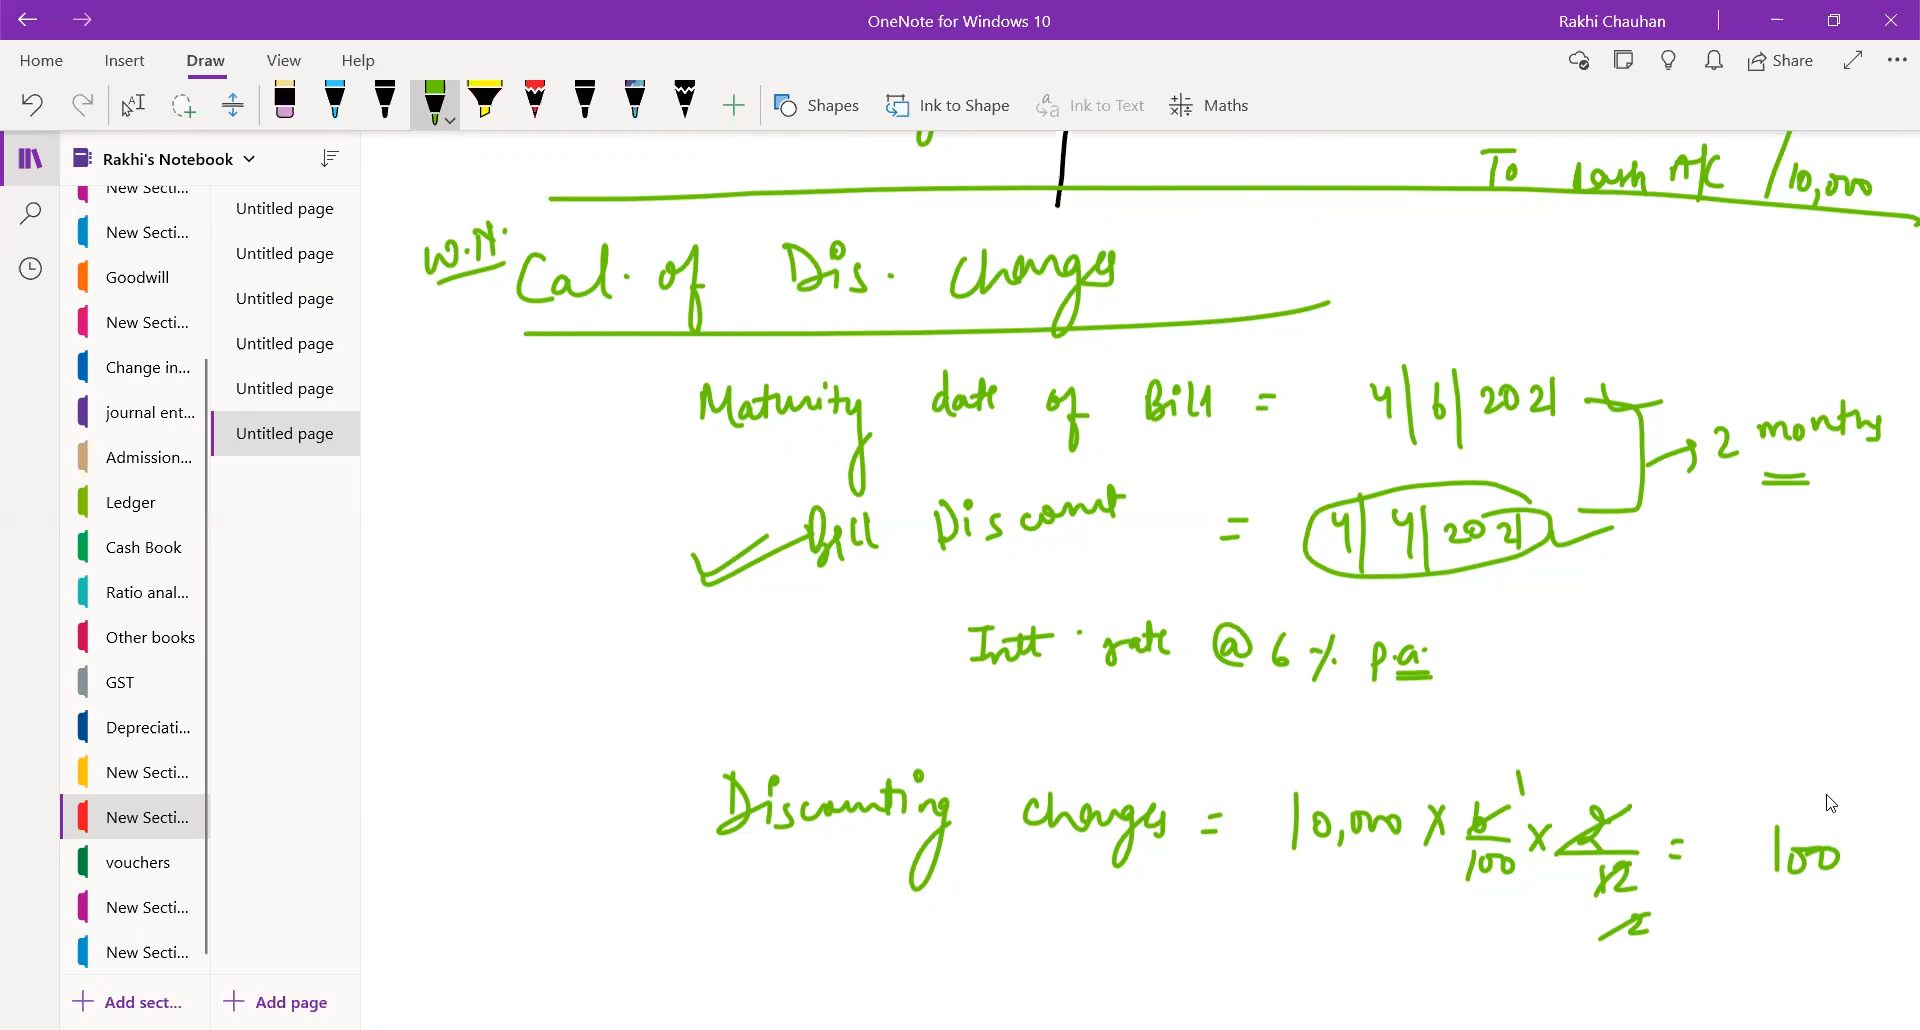 OneNote for Windows 10
Rakhi Chauhan
Home Insert Draw View Help
Share
Shapes
Ink to Shape
Ink to Text
Maths
Rakhi's Notebook
New Secti...
New Secti...
Goodwill
New Secti...
Change in...
journal ent...
Admission...
Ledger
Cash Book
Ratio anal...
Other books
GST
Depreciati...
New Secti...
New Secti...
vouchers
New Secti...
New Secti...
Add sect...
Untitled page
Untitled page
Untitled page
Untitled page
Untitled page
Untitled page
Add page
To Cash A/c 10,000
W.N. Cal. of Dis. Charges
Maturity date of Bill = 4|6|2021
2 months
Bill Discount = 4|4|2021
Intt. rate @ 6 % p.a.
Discounting charges = 10,000 x 6/100 x 2/12 = 100
1
2